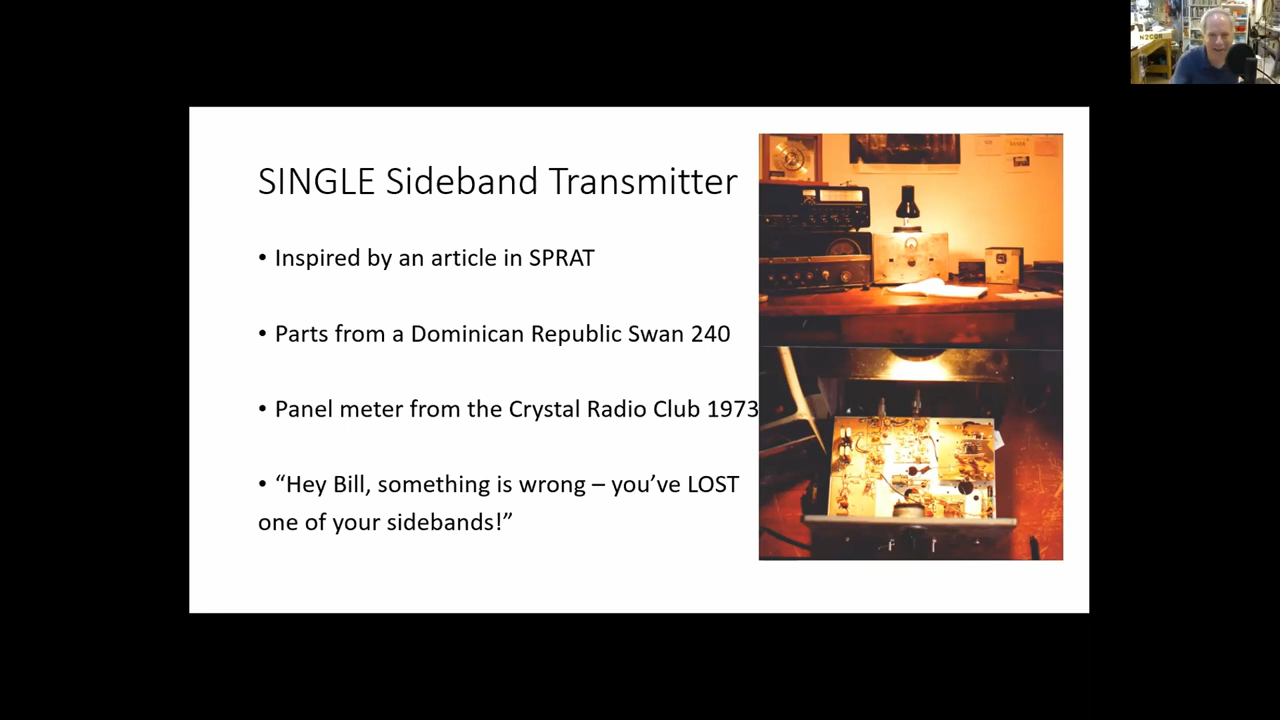 SINGLE Sideband Transmitter
• Inspired by an article in SPRAT
• Parts from a Dominican Republic Swan 240
• Panel meter from the Crystal Radio Club 1973
• “Hey Bill, something is wrong – you’ve LOST
one of your sidebands!”